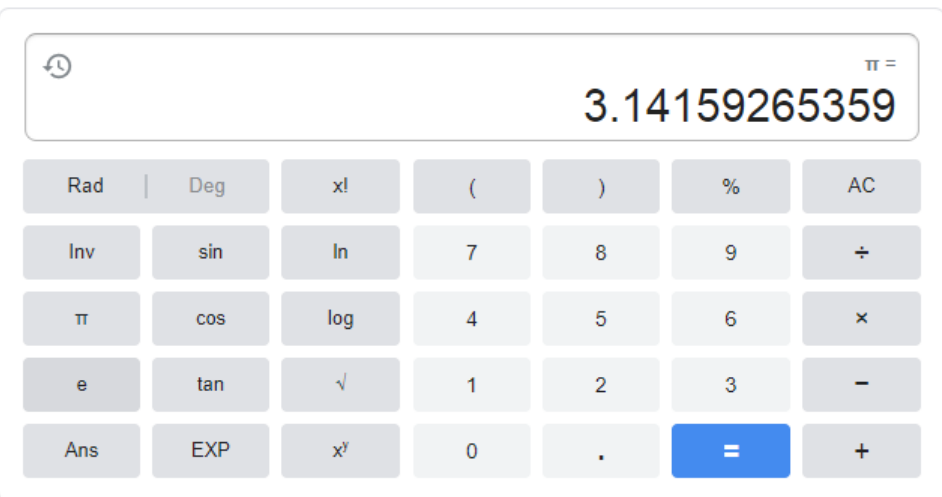 π =
3.14159265359
Rad | Deg x! ( ) % AC
Inv sin ln 7 8 9 ÷
π cos log 4 5 6 ×
e tan √ 1 2 3 −
Ans EXP xʸ 0 . = +